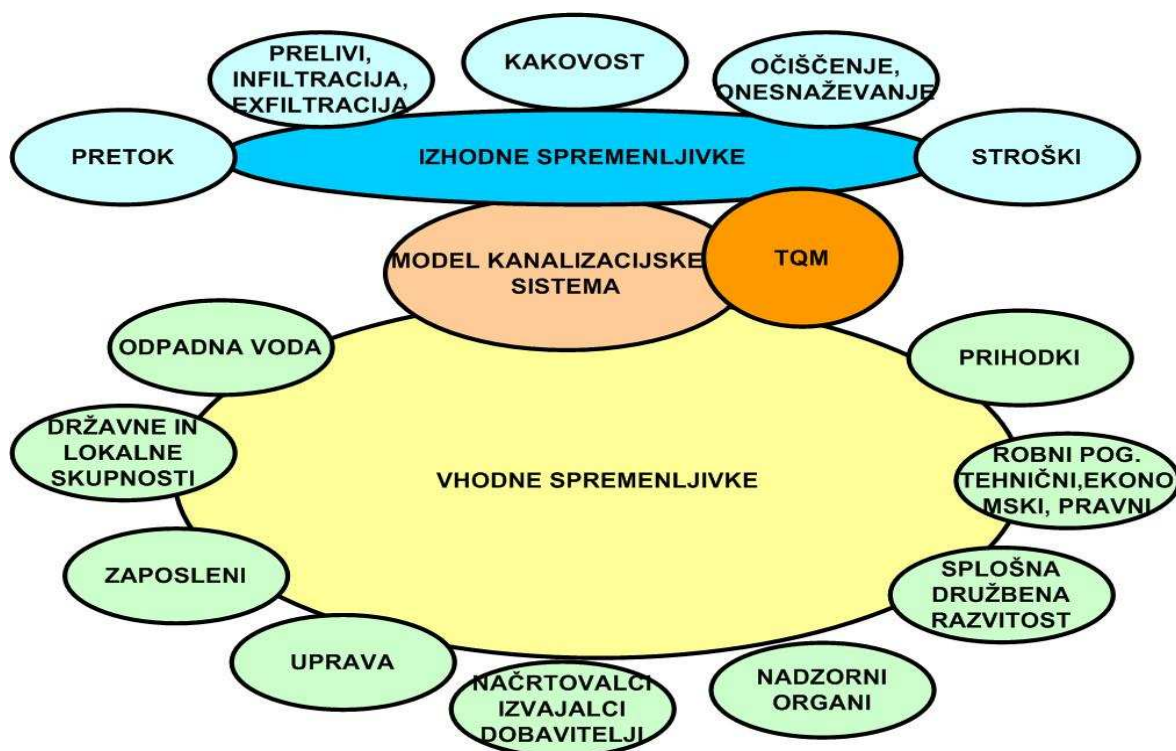 PRELIVI,
INFILTRACIJA,
EXFILTRACIJA
KAKOVOST
OČIŠČENJE,
ONESNAŽEVANJE
PRETOK
IZHODNE SPREMENLJIVKE
STROŠKI
MODEL KANALIZACIJSKE
SISTEMA
TQM
ODPADNA VODA
PRIHODKI
DRŽAVNE IN
LOKALNE
SKUPNOSTI
VHODNE SPREMENLJIVKE
ROBNI POG.
TEHNIČNI,EKONO
MSKI, PRAVNI
ZAPOSLENI
SPLOŠNA
DRUŽBENA
RAZVITOST
UPRAVA
NAČRTOVALCI
IZVAJALCI
DOBAVITELJI
NADZORNI
ORGANI